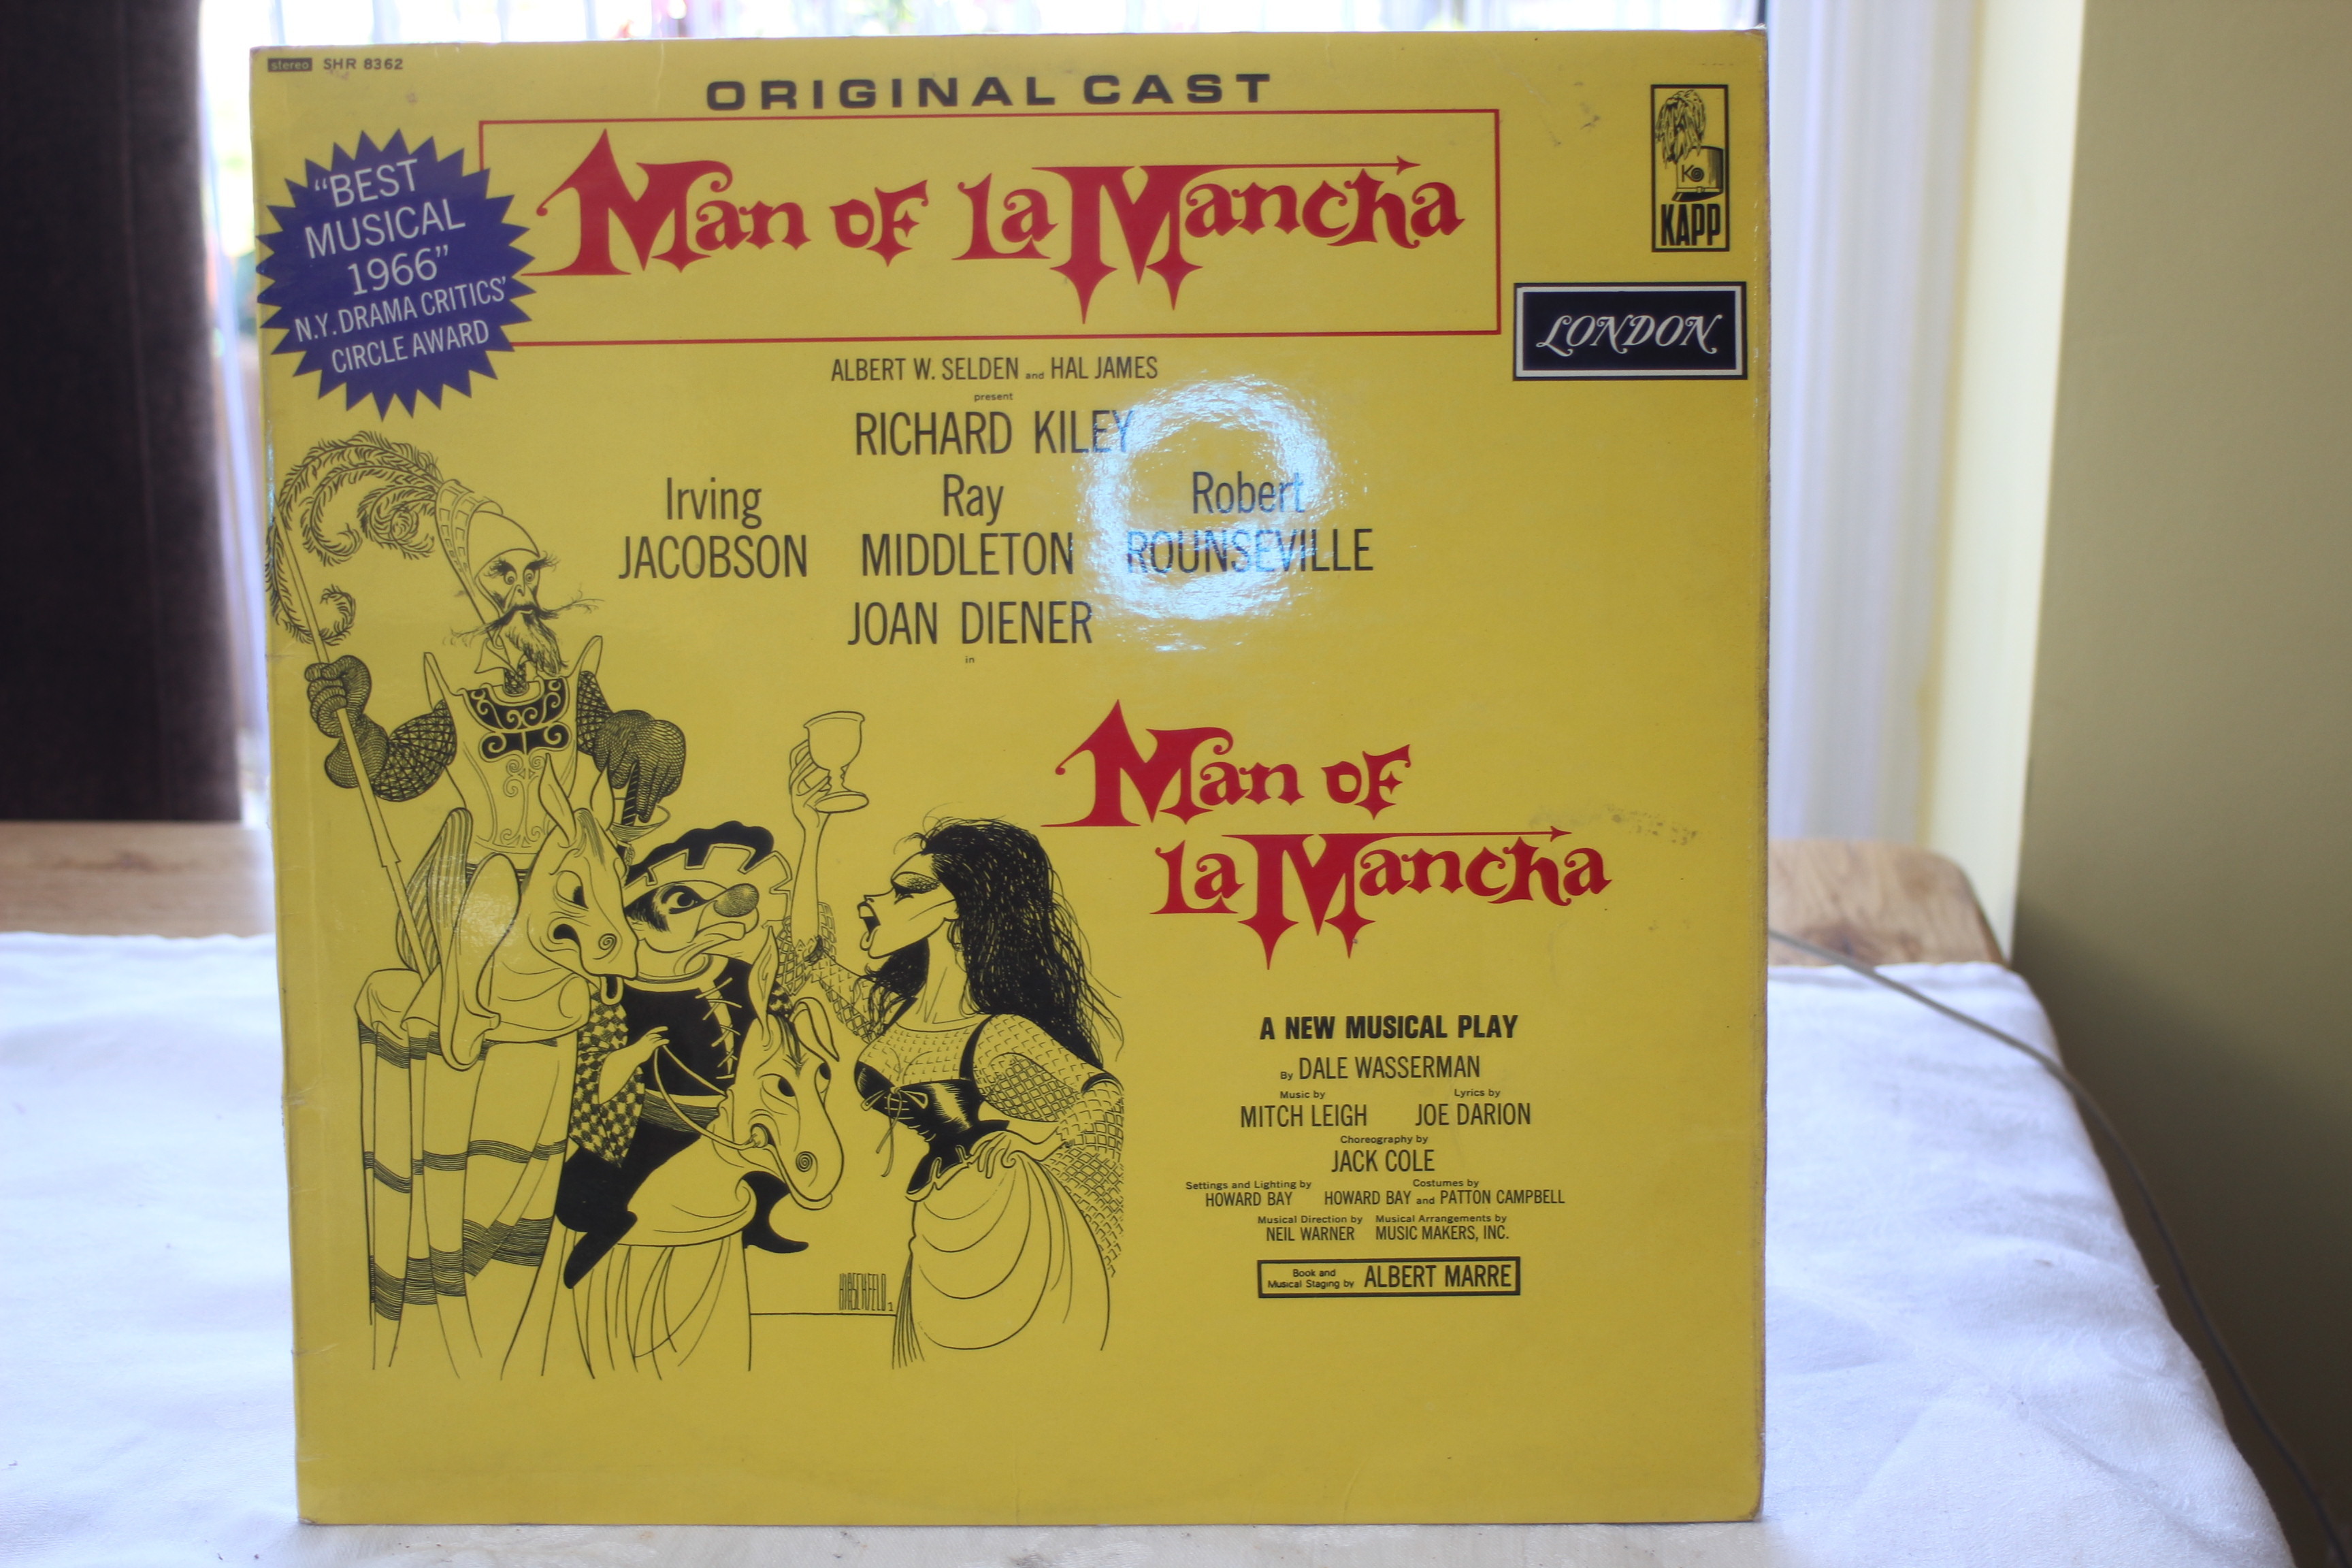 stereo SHR 8362
ORIGINAL CAST
Man of La Mancha
"BEST
MUSICAL
1966"
N.Y. DRAMA CRITICS'
CIRCLE AWARD
KAPP
LONDON
ALBERT W. SELDEN and HAL JAMES
present
RICHARD KILEY
Irving JACOBSON
Ray MIDDLETON
Robert ROUNSEVILLE
JOAN DIENER
in
Man of
La Mancha
A NEW MUSICAL PLAY
By DALE WASSERMAN
Music by
MITCH LEIGH
Lyrics by
JOE DARION
Choreography by
JACK COLE
Settings and Lighting by
HOWARD BAY
Costumes by
HOWARD BAY and PATTON CAMPBELL
Musical Direction by
NEIL WARNER
Musical Arrangements by
MUSIC MAKERS, INC.
Book and
Musical Staging by ALBERT MARRE
HIRSCHFELD 1